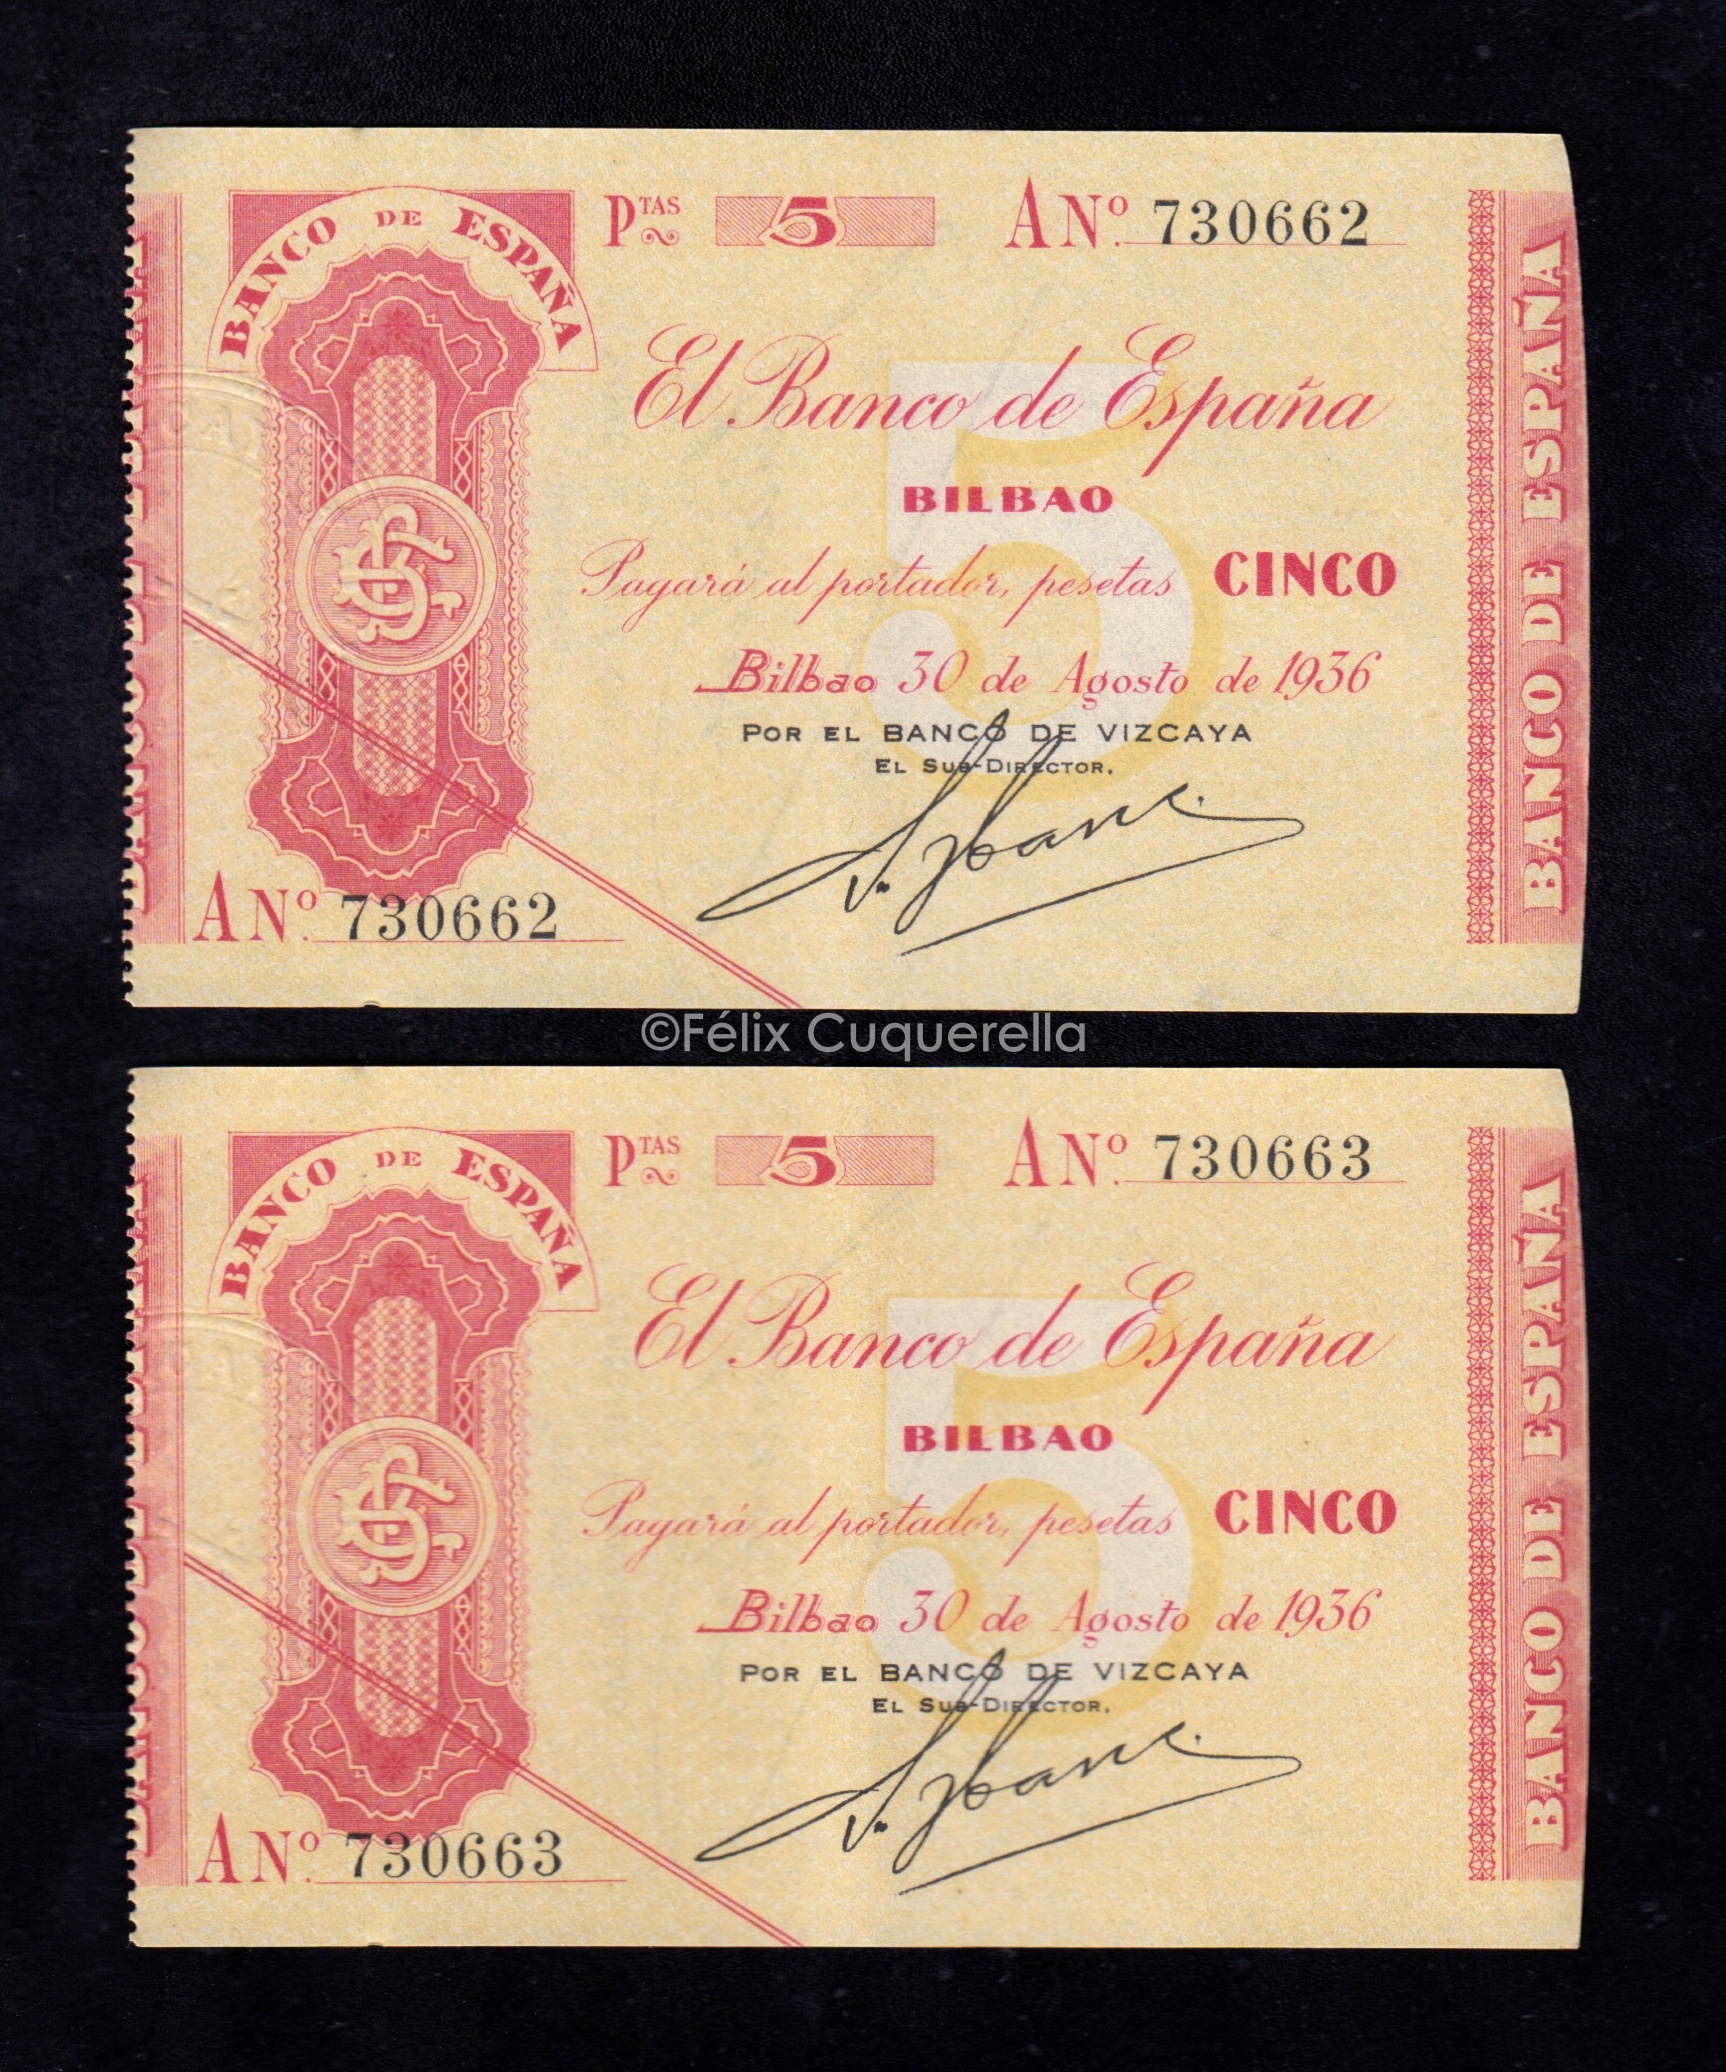 BANCO DE ESPAÑA
PTAS 5 A Nº. 730662
El Banco de España
BILBAO
Pagará al portador, pesetas CINCO
Bilbao 30 de Agosto de 1936
POR EL BANCO DE VIZCAYA
EL SUB-DIRECTOR,
A Nº. 730662
BANCO DE ESPAÑA
©Félix Cuquerella
BANCO DE ESPAÑA
PTAS 5 A Nº. 730663
El Banco de España
BILBAO
Pagará al portador, pesetas CINCO
Bilbao 30 de Agosto de 1936
POR EL BANCO DE VIZCAYA
EL SUB-DIRECTOR,
A Nº. 730663
BANCO DE ESPAÑA